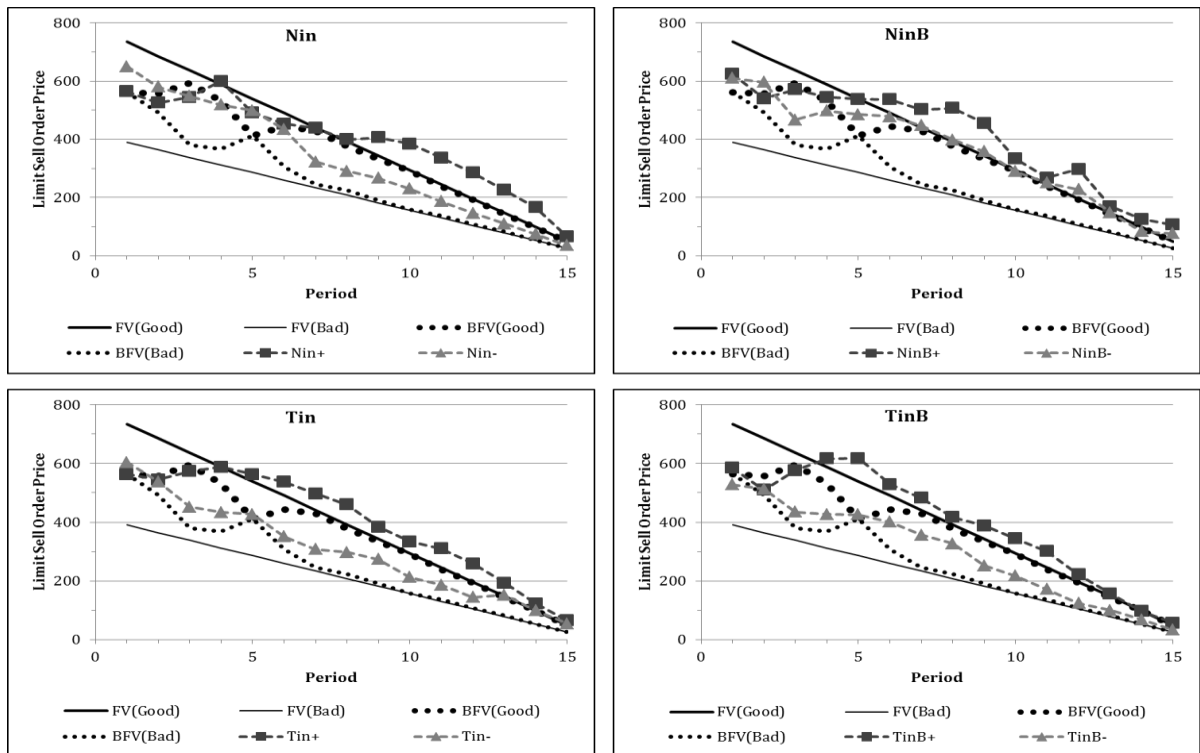 Nin
Limit Sell Order Price
800
600
400
200
0
0 5 10 15
Period
FV(Good) FV(Bad) BFV(Good)
BFV(Bad) Nin+ Nin-
NinB
Limit Sell Order Price
800
600
400
200
0
0 5 10 15
Period
FV(Good) FV(Bad) BFV(Good)
BFV(Bad) NinB+ NinB-
Tin
Limit Sell Order Price
800
600
400
200
0
0 5 10 15
Period
FV(Good) FV(Bad) BFV(Good)
BFV(Bad) Tin+ Tin-
TinB
Limit Sell Order Price
800
600
400
200
0
0 5 10 15
Period
FV(Good) FV(Bad) BFV(Good)
BFV(Bad) TinB+ TinB-